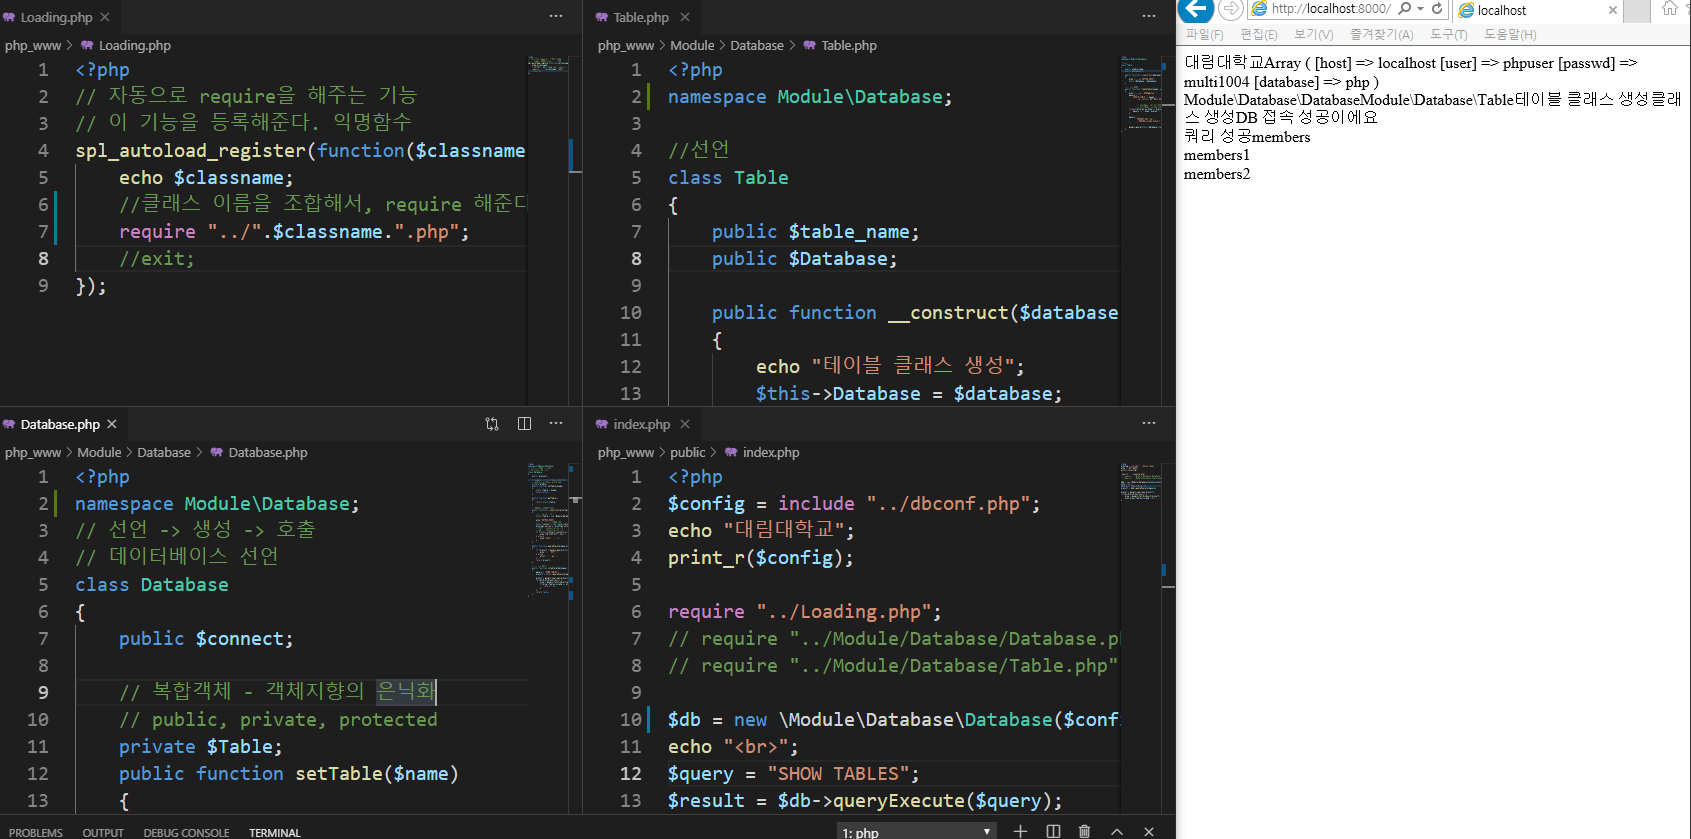 Loading.php
php_www > Loading.php
1 <?php
2 // 자동으로 require을 해주는 기능
3 // 이 기능을 등록해준다. 익명함수
4 spl_autoload_register(function($classname
5 echo $classname;
6 //클래스 이름을 조합해서, require 해준다
7 require "../".$classname.".php";
8 //exit;
9 });
Table.php
php_www > Module > Database > Table.php
1 <?php
2 namespace Module\Database;
3
4 //선언
5 class Table
6 {
7 public $table_name;
8 public $Database;
9
10 public function __construct($database
11 {
12 echo "테이블 클래스 생성";
13 $this->Database = $database;
Database.php
php_www > Module > Database > Database.php
1 <?php
2 namespace Module\Database;
3 // 선언 -> 생성 -> 호출
4 // 데이터베이스 선언
5 class Database
6 {
7 public $connect;
8
9 // 복합객체 - 객체지향의 은닉화
10 // public, private, protected
11 private $Table;
12 public function setTable($name)
13 {
index.php
php_www > public > index.php
1 <?php
2 $config = include "../dbconf.php";
3 echo "대림대학교";
4 print_r($config);
5
6 require "../Loading.php";
7 // require "../Module/Database/Database.ph
8 // require "../Module/Database/Table.php"
9
10 $db = new \Module\Database\Database($conf
11 echo "<br>";
12 $query = "SHOW TABLES";
13 $result = $db->queryExecute($query);
PROBLEMS OUTPUT DEBUG CONSOLE TERMINAL 1: php
http://localhost:8000/ localhost
파일(F) 편집(E) 보기(V) 즐겨찾기(A) 도구(T) 도움말(H)
대림대학교Array ( [host] => localhost [user] => phpuser [passwd] =>
multi1004 [database] => php )
Module\Database\DatabaseModule\Database\Table테이블 클래스 생성클래
스 생성DB 접속 성공이에요
쿼리 성공members
members1
members2